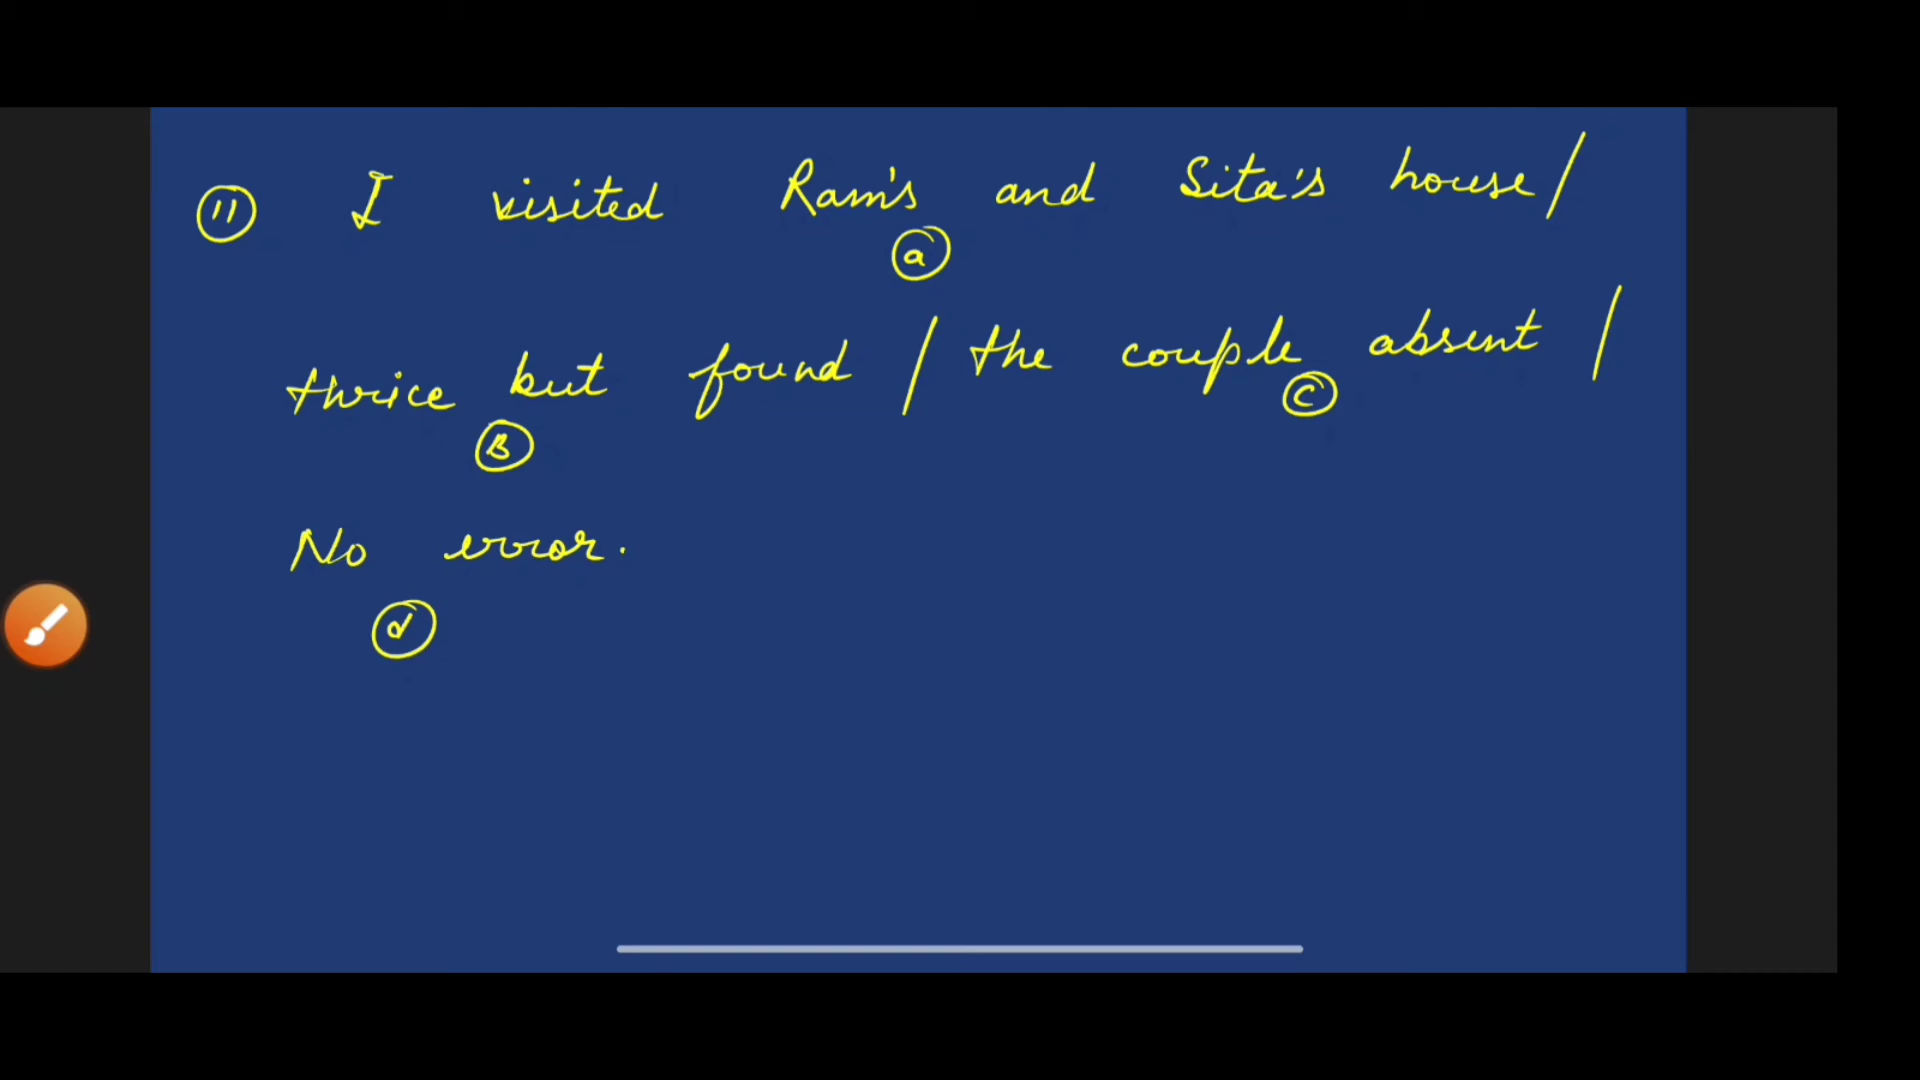 (11) I visited Ram's and Sita's house/
(a)
thrice but found / the couple absent /
(B) (C)
No error.
(d)